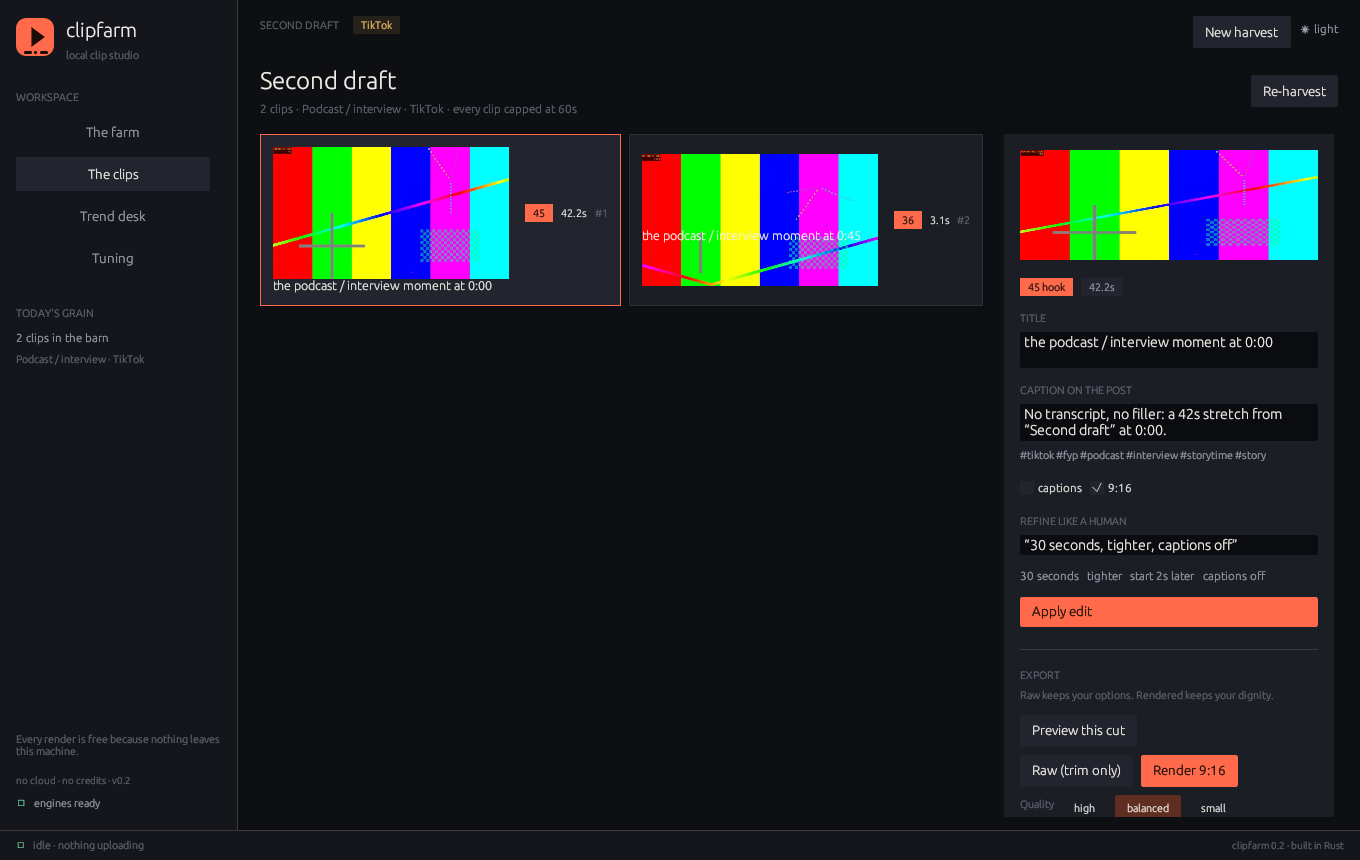 clipfarm
local clip studio
WORKSPACE
The farm
The clips
Trend desk
Tuning
TODAY'S GRAIN
2 clips in the barn
Podcast / interview · TikTok
Every render is free because nothing leaves
this machine.
no cloud · no credits · v0.2
engines ready
SECOND DRAFT TikTok
New harvest
light
Second draft
2 clips · Podcast / interview · TikTok · every clip capped at 60s
Re-harvest
45 42.2s #1
the podcast / interview moment at 0:00
36 3.1s #2
the podcast / interview moment at 0:45
45 hook 42.2s
TITLE
the podcast / interview moment at 0:00
CAPTION ON THE POST
No transcript, no filler: a 42s stretch from
“Second draft” at 0:00.
#tiktok #fyp #podcast #interview #storytime #story
captions 9:16
REFINE LIKE A HUMAN
“30 seconds, tighter, captions off”
30 seconds tighter start 2s later captions off
Apply edit
EXPORT
Raw keeps your options. Rendered keeps your dignity.
Preview this cut
Raw (trim only) Render 9:16
Quality high balanced small
idle · nothing uploading
clipfarm 0.2 · built in Rust